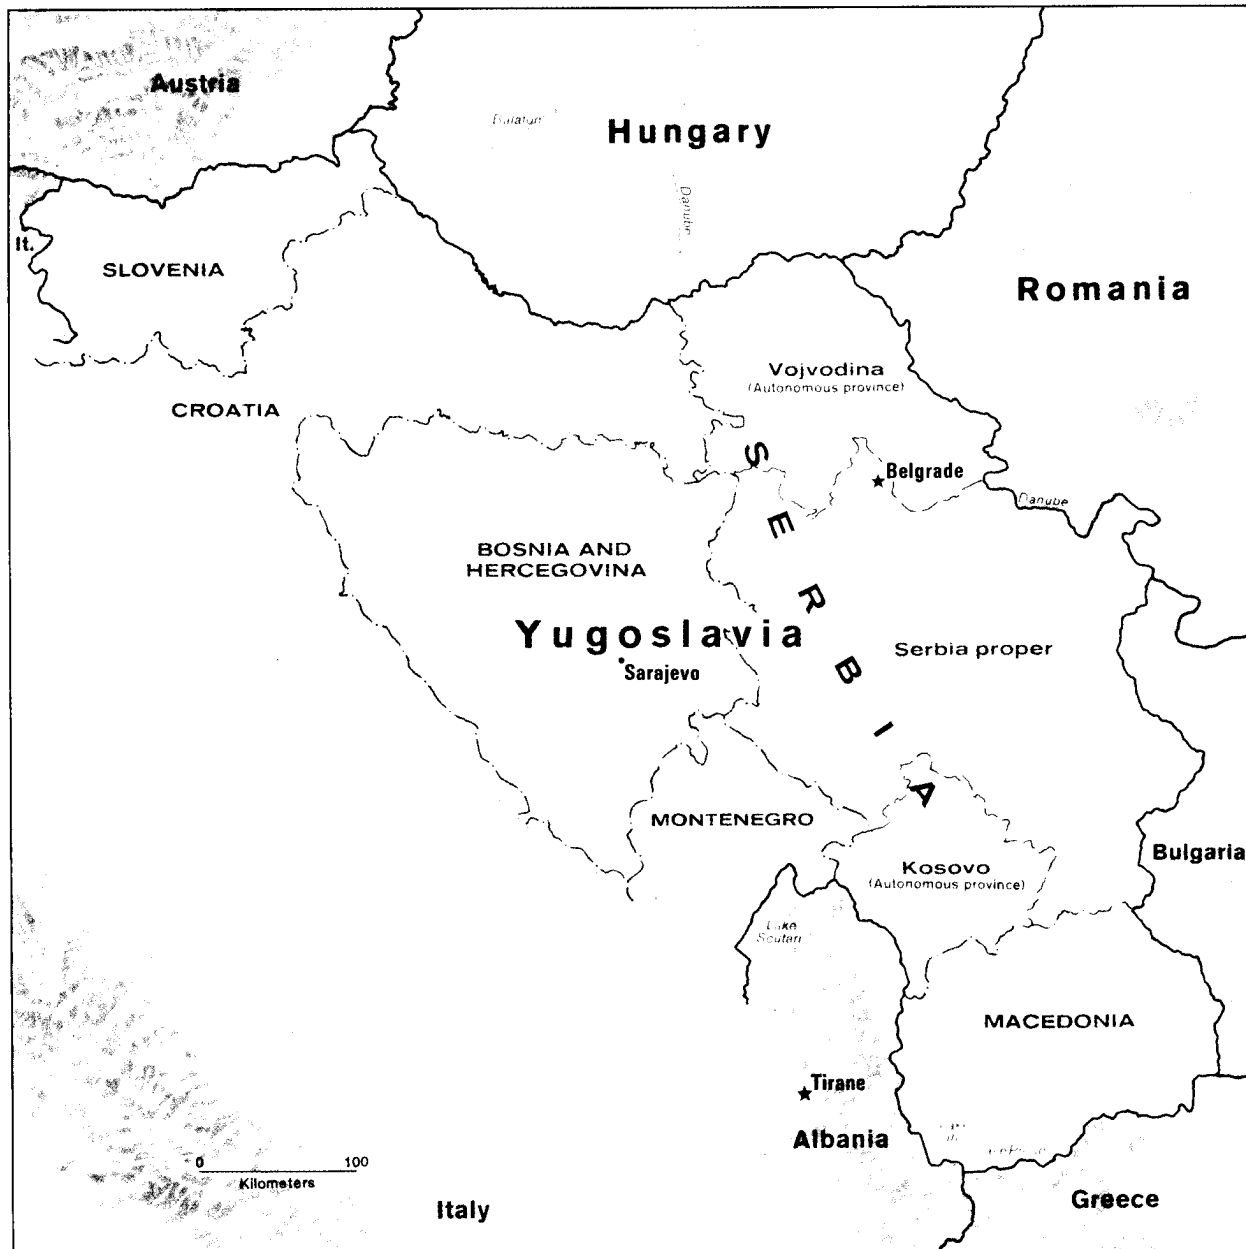 Austria
Balaton
Hungary
Danube
It.
SLOVENIA
Romania
Vojvodina
(Autonomous province)
CROATIA
SERBIA
Belgrade
Danube
BOSNIA AND
HERCEGOVINA
Yugoslavia
Serbia proper
Sarajevo
MONTENEGRO
Bulgaria
Kosovo
(Autonomous province)
Lake
Scutari
MACEDONIA
Tirane
Albania
0 100
Kilometers
Italy
Greece